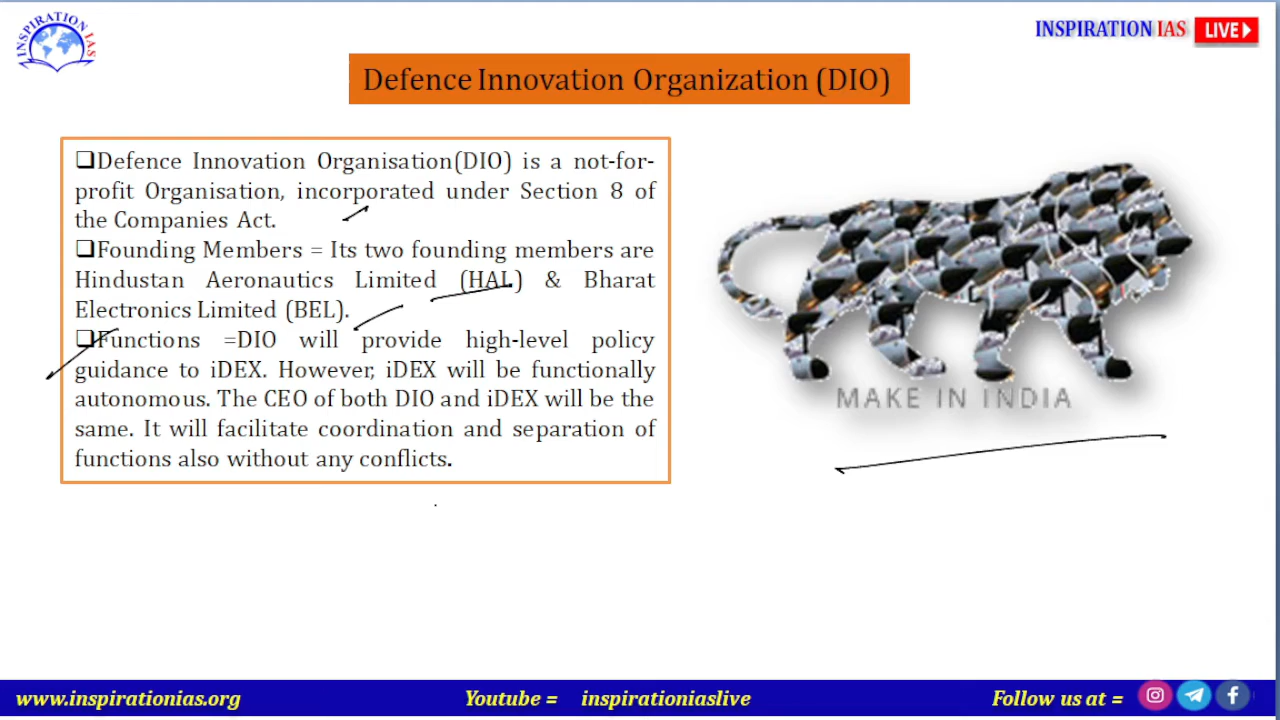 INSPIRATION IAS
INSPIRATION IAS LIVE
Defence Innovation Organization (DIO)
❑Defence Innovation Organisation(DIO) is a not-for-
profit Organisation, incorporated under Section 8 of
the Companies Act.
❑Founding Members = Its two founding members are
Hindustan Aeronautics Limited (HAL) & Bharat
Electronics Limited (BEL).
❑Functions =DIO will provide high-level policy
guidance to iDEX. However, iDEX will be functionally
autonomous. The CEO of both DIO and iDEX will be the
same. It will facilitate coordination and separation of
functions also without any conflicts.
MAKE IN INDIA
www.inspirationias.org Youtube = inspirationiaslive Follow us at =